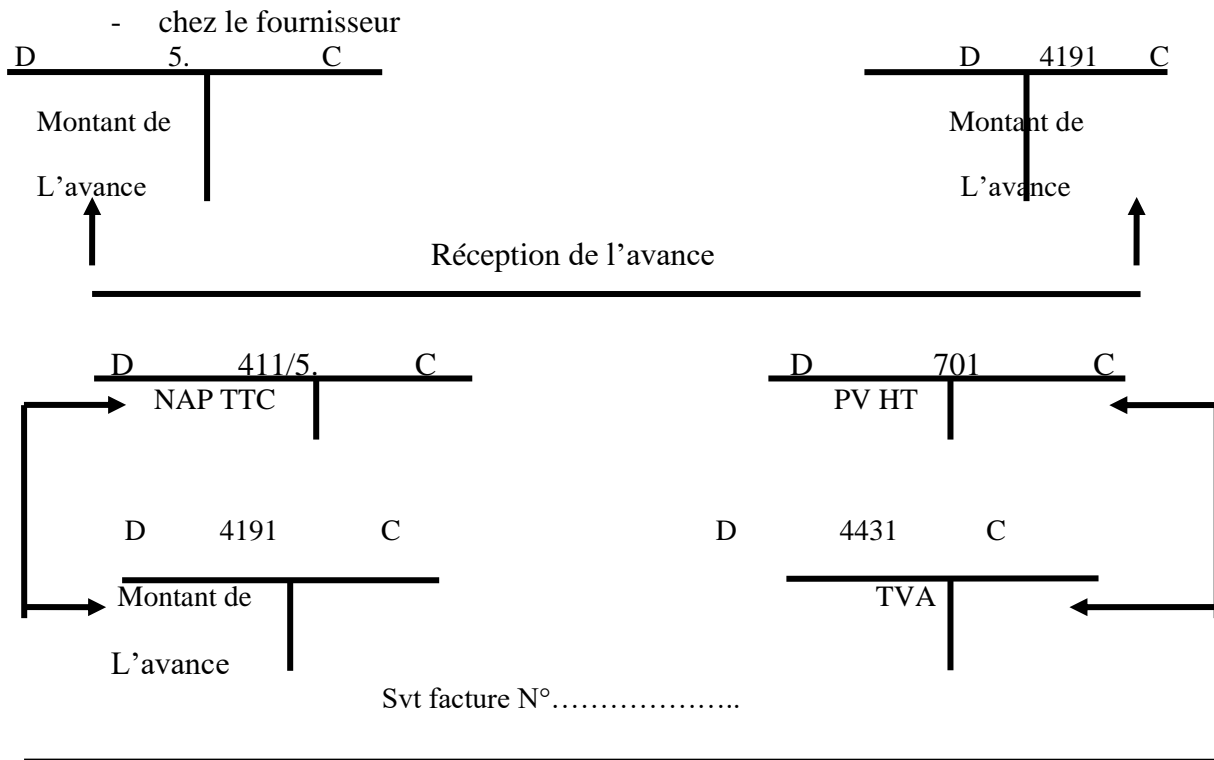 - chez le fournisseur
D 5. C D 4191 C
Montant de Montant de
L’avance L’avance
Réception de l’avance
D 411/5. C D 701 C
NAP TTC PV HT
D 4191 C D 4431 C
Montant de TVA
L’avance
Svt facture N°………………..